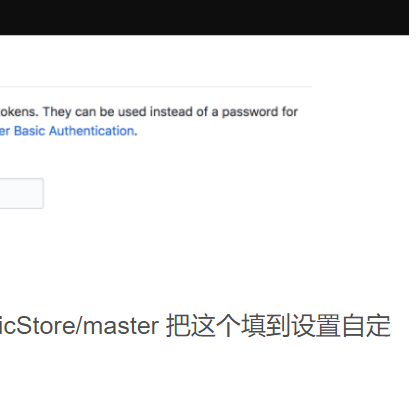 okens. They can be used instead of a password for
er Basic Authentication.
icStore/master 把这个填到设置自定